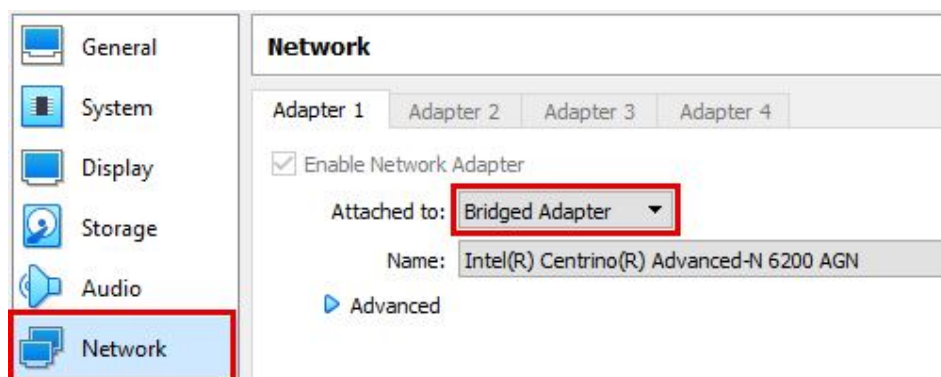 General
System
Display
Storage
Audio
Network
Network
Adapter 1 Adapter 2 Adapter 3 Adapter 4
Enable Network Adapter
Attached to: Bridged Adapter
Name: Intel(R) Centrino(R) Advanced-N 6200 AGN
Advanced